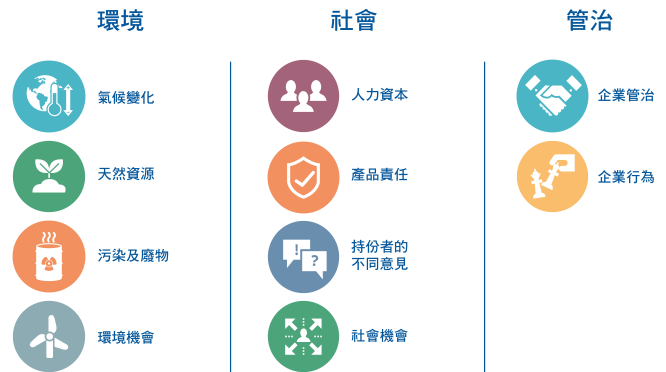 環境
氣候變化
天然資源
污染及廢物
環境機會
社會
人力資本
產品責任
持份者的
不同意見
社會機會
管治
企業管治
企業行為